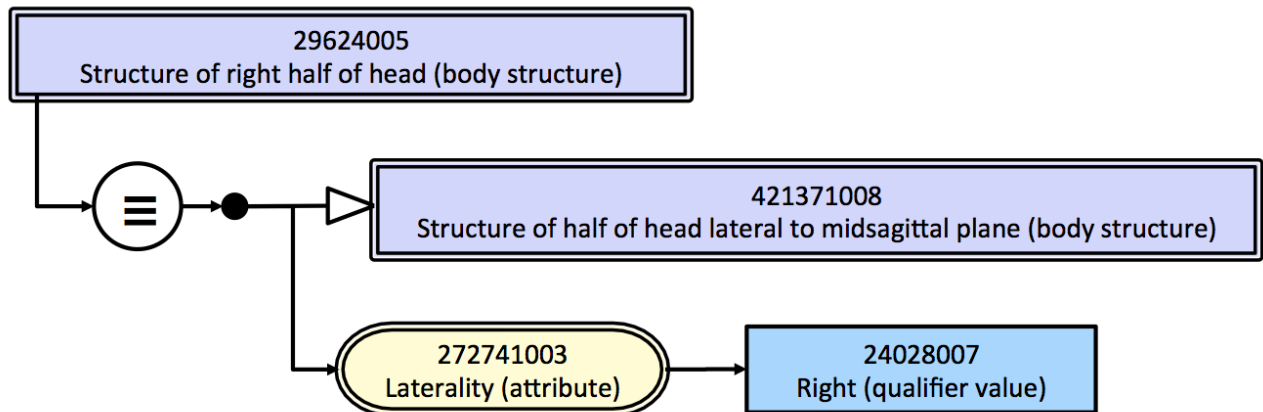 29624005
Structure of right half of head (body structure)
≡
421371008
Structure of half of head lateral to midsagittal plane (body structure)
272741003
Laterality (attribute)
24028007
Right (qualifier value)